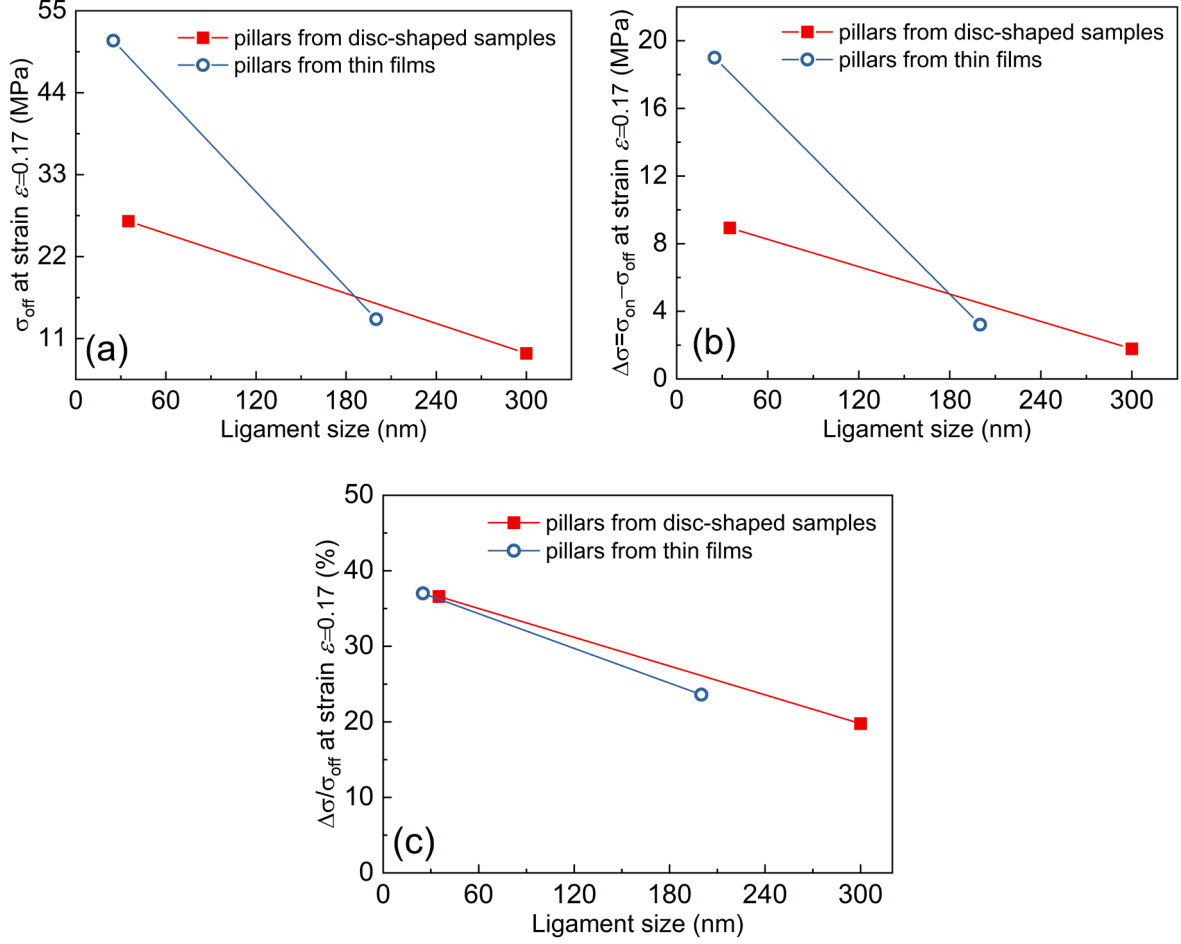 55
44
33
22
11
σoff at strain ε=0.17 (MPa)
pillars from disc-shaped samples
pillars from thin films
(a)
0 60 120 180 240 300
Ligament size (nm)
20
16
12
8
4
0
Δσ=σon−σoff at strain ε=0.17 (MPa)
pillars from disc-shaped samples
pillars from thin films
(b)
0 60 120 180 240 300
Ligament size (nm)
50
40
30
20
10
0
Δσ/σoff at strain ε=0.17 (%)
pillars from disc-shaped samples
pillars from thin films
(c)
0 60 120 180 240 300
Ligament size (nm)